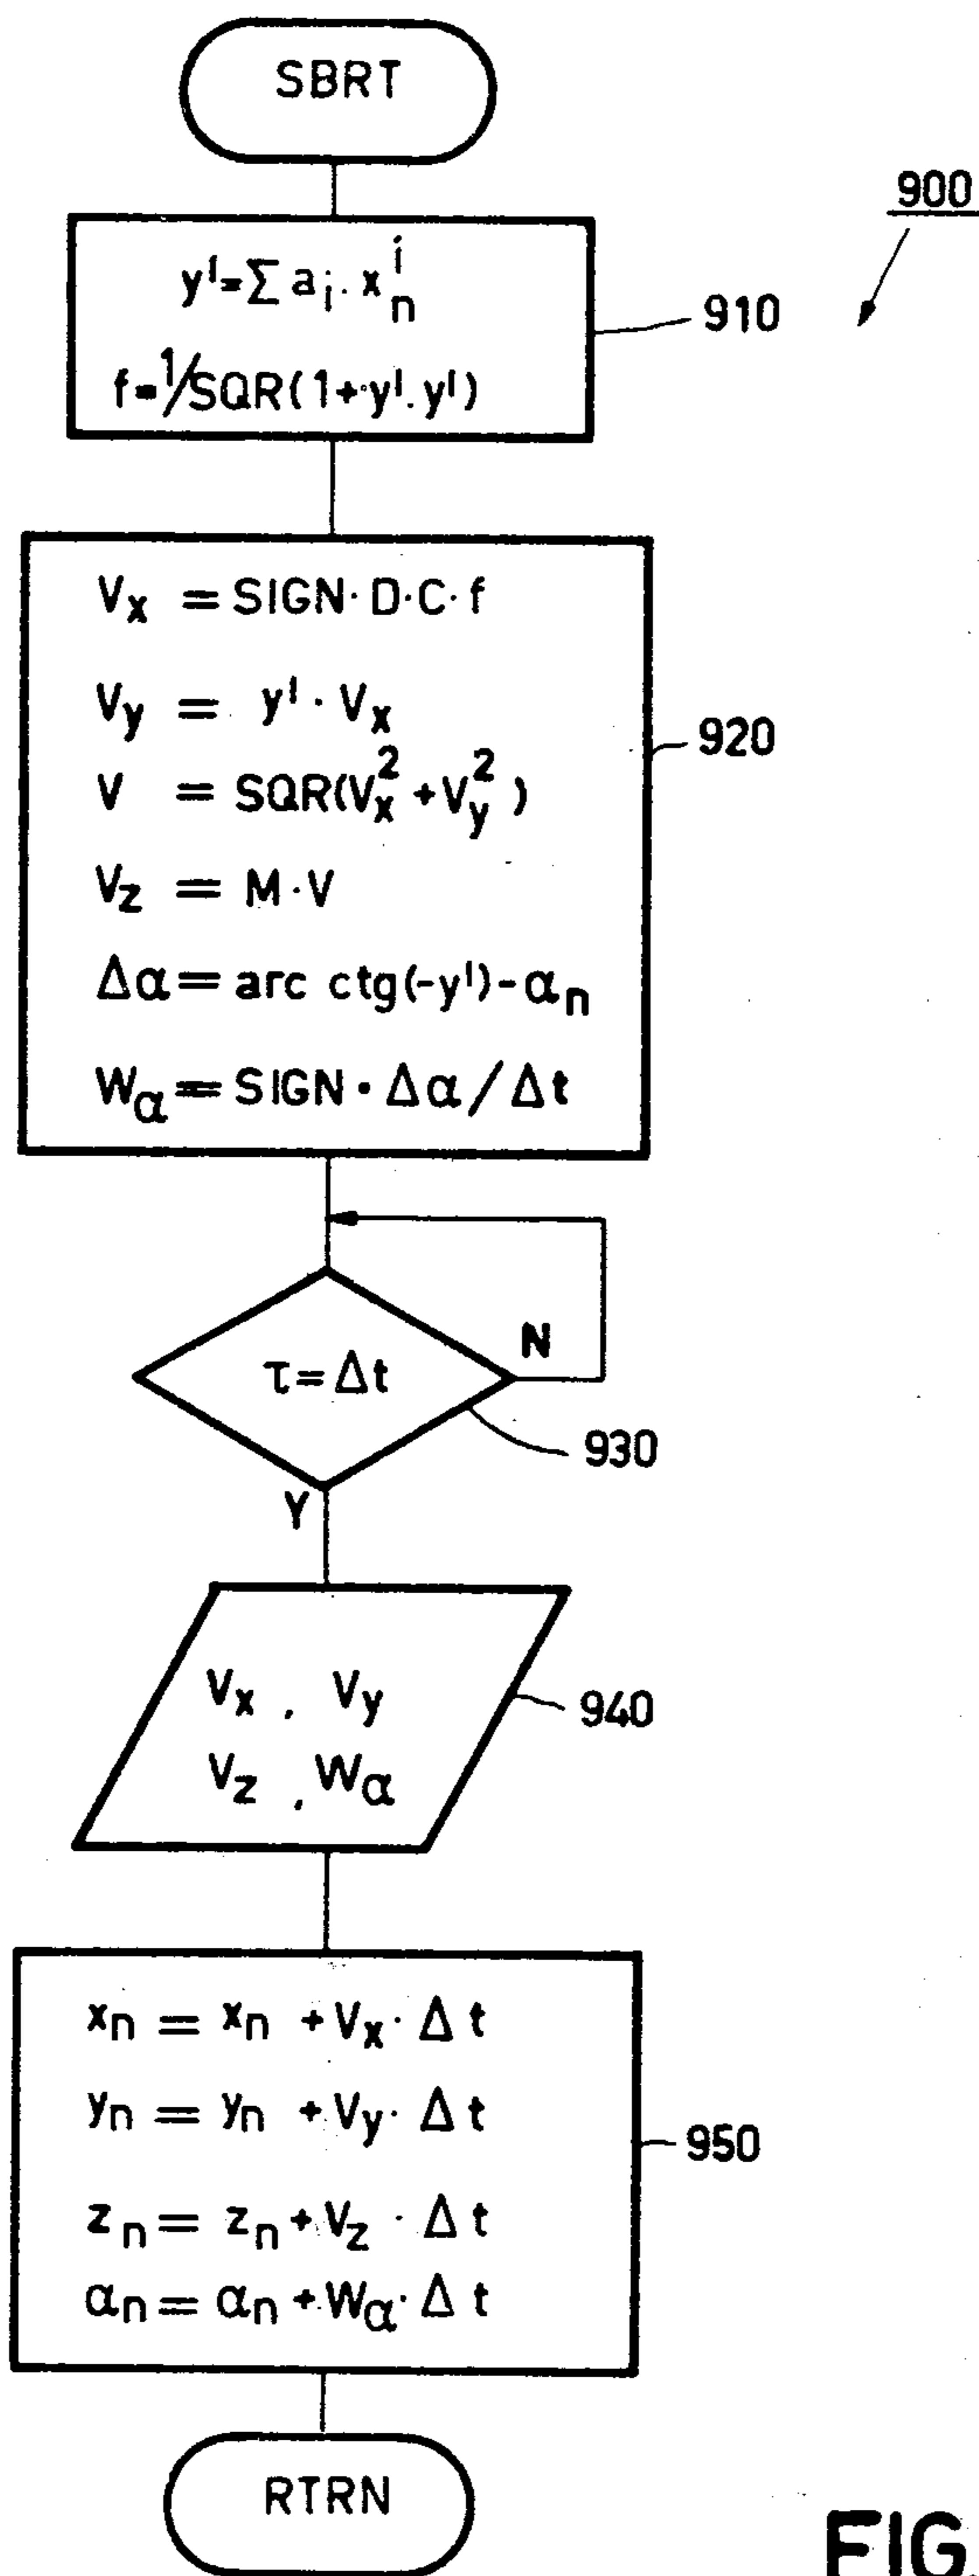 SBRT
900
y' = Σ a_i . x_n^i
910
f = 1/SQR(1+y'.y')
V_x = SIGN· D·C·f
V_y = y' · V_x
920
V = SQR(V_x^2 + V_y^2)
V_z = M·V
Δα = arc ctg(-y') - α_n
W_α = SIGN · Δα / Δt
N
τ = Δt
930
Y
V_x , V_y
940
V_z , W_α
x_n = x_n + V_x · Δt
y_n = y_n + V_y · Δt
950
z_n = z_n + V_z · Δt
α_n = α_n + W_α · Δt
RTRN
FIG